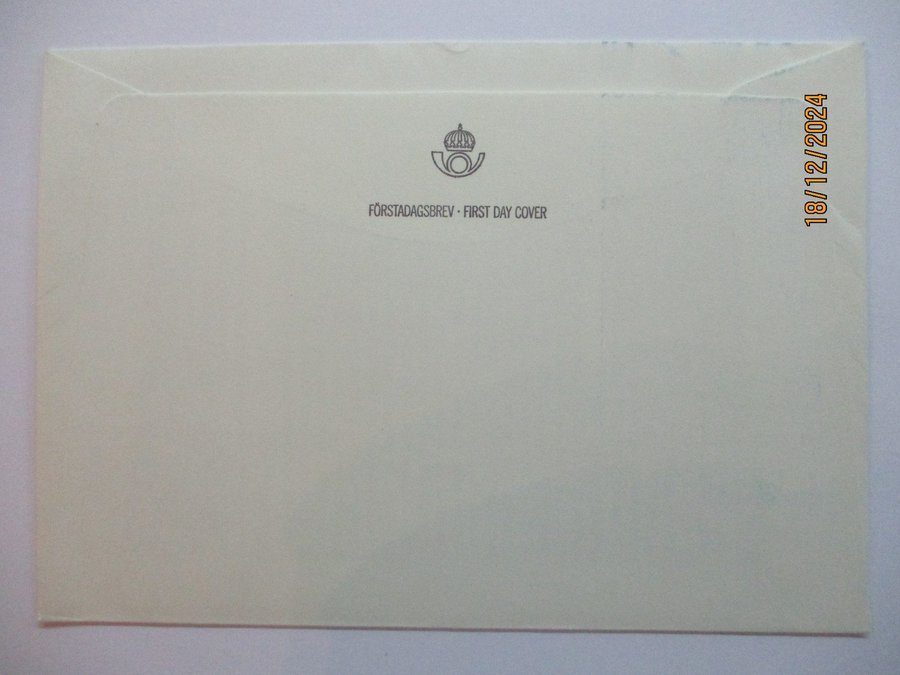 FÖRSTADAGSBREV · FIRST DAY COVER
18/12/2024